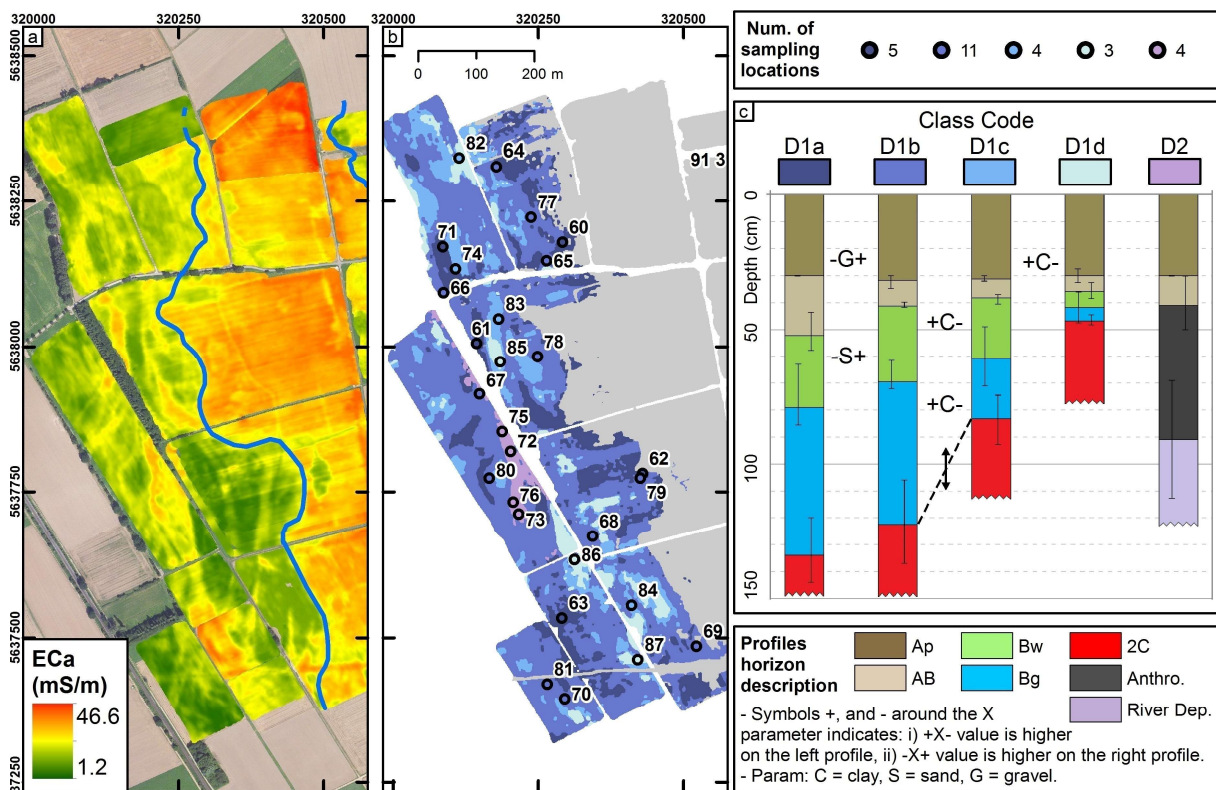 320000
320250
320500
a
5638500
5638250
5638000
5637750
5637500
37250
ECa
(mS/m)
46.6
1.2
320000
320250
320500
b
0 100 200 m
82
64
91 3
77
60
71
74
65
66
83
61
78
85
67
75
72
62
80
79
76
73
68
86
84
63
69
87
81
70
Num. of
sampling
locations
5 11 4 3 4
c
Class Code
D1a D1b D1c D1d D2
Depth (cm)
0
50
100
150
-G+
+C-
+C-
-S+
+C-
Profiles
horizon
description
Ap Bw 2C
AB Bg Anthro.
River Dep.
- Symbols +, and - around the X
parameter indicates: i) +X- value is higher
on the left profile, ii) -X+ value is higher on the right profile.
- Param: C = clay, S = sand, G = gravel.